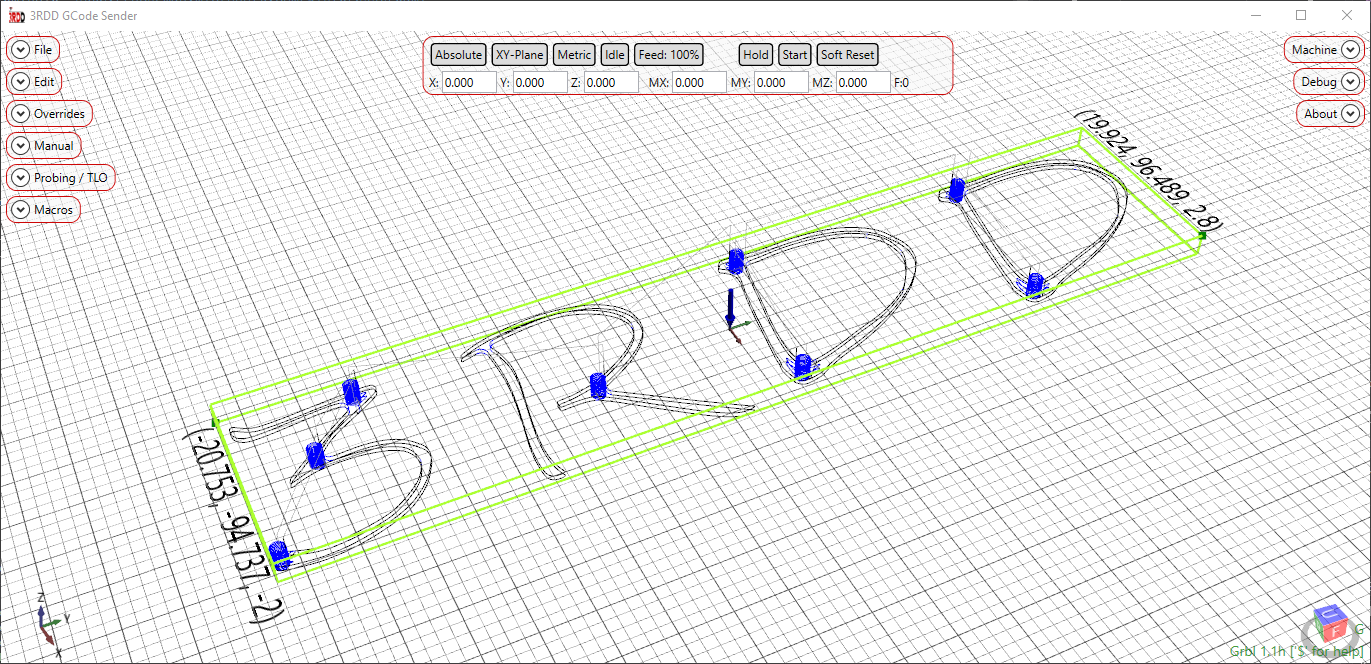 3RDD GCode Sender
File
Edit
Overrides
Manual
Probing / TLO
Macros
Absolute XY-Plane Metric Idle Feed: 100% Hold Start Soft Reset
X: 0.000 Y: 0.000 Z: 0.000 MX: 0.000 MY: 0.000 MZ: 0.000 F:0
Machine
Debug
About
(19.924, 96.489, 2.8)
3RDD
(-20.753, -94.737, -2)
Z
Y
X
U
F
G
Grbl 1.1h ['$' for help]